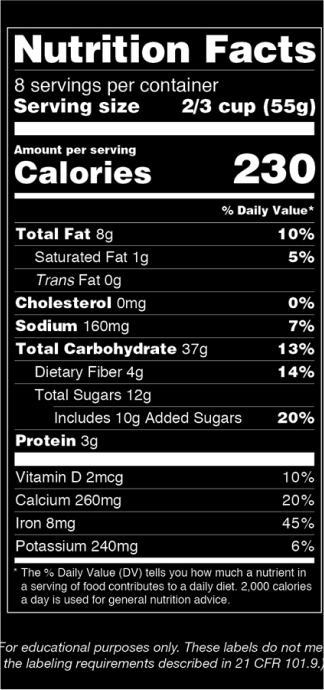 Nutrition Facts
8 servings per container
Serving size 2/3 cup (55g)
Amount per serving
Calories 230
% Daily Value*
Total Fat 8g 10%
Saturated Fat 1g 5%
Trans Fat 0g
Cholesterol 0mg 0%
Sodium 160mg 7%
Total Carbohydrate 37g 13%
Dietary Fiber 4g 14%
Total Sugars 12g
Includes 10g Added Sugars 20%
Protein 3g
Vitamin D 2mcg 10%
Calcium 260mg 20%
Iron 8mg 45%
Potassium 240mg 6%
* The % Daily Value (DV) tells you how much a nutrient in
a serving of food contributes to a daily diet. 2,000 calories
a day is used for general nutrition advice.
For educational purposes only. These labels do not me
the labeling requirements described in 21 CFR 101.9.)